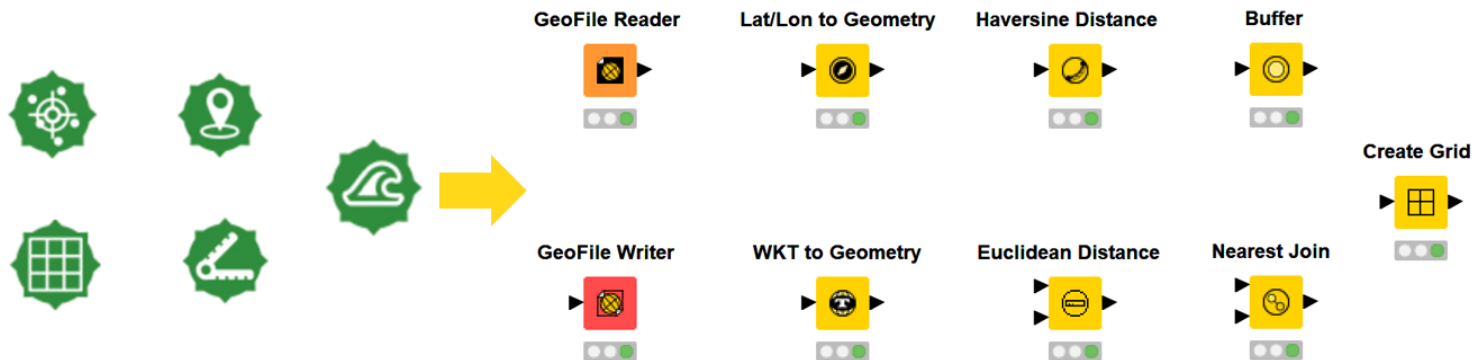 GeoFile Reader
Lat/Lon to Geometry
Haversine Distance
Buffer
Create Grid
GeoFile Writer
WKT to Geometry
Euclidean Distance
Nearest Join